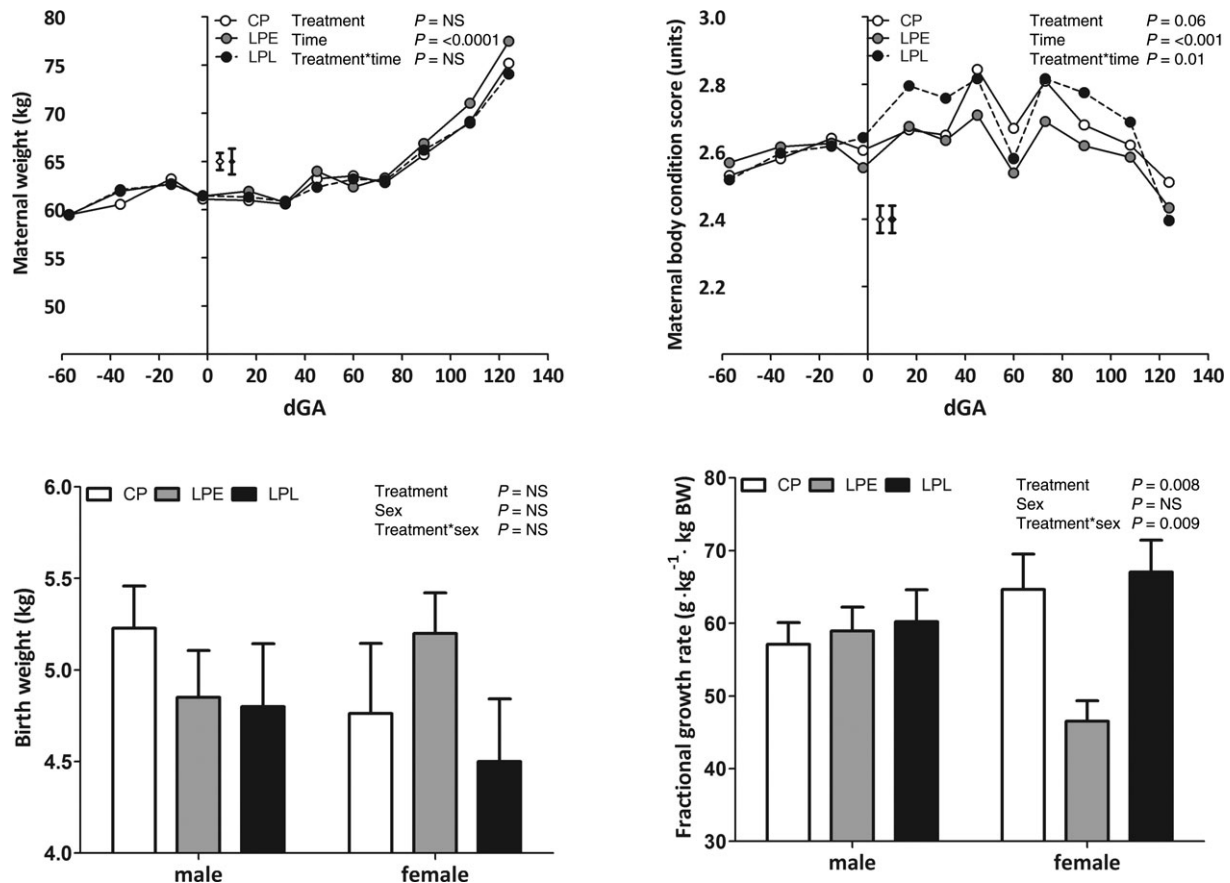 CP Treatment P = NS
LPE Time P = <0.0001
LPL Treatment*time P = NS
Maternal weight (kg)
80
75
70
65
60
55
50
-60 -40 -20 0 20 40 60 80 100 120 140
dGA
CP Treatment P = 0.06
LPE Time P = <0.001
LPL Treatment*time P = 0.01
Maternal body condition score (units)
3.0
2.8
2.6
2.4
2.2
-60 -40 -20 0 20 40 60 80 100 120 140
dGA
CP LPE LPL
Treatment P = NS
Sex P = NS
Treatment*sex P = NS
Birth weight (kg)
6.0
5.5
5.0
4.5
4.0
male female
CP LPE LPL
Treatment P = 0.008
Sex P = NS
Treatment*sex P = 0.009
Fractional growth rate (g·kg⁻¹· kg BW)
80
70
60
50
40
30
male female